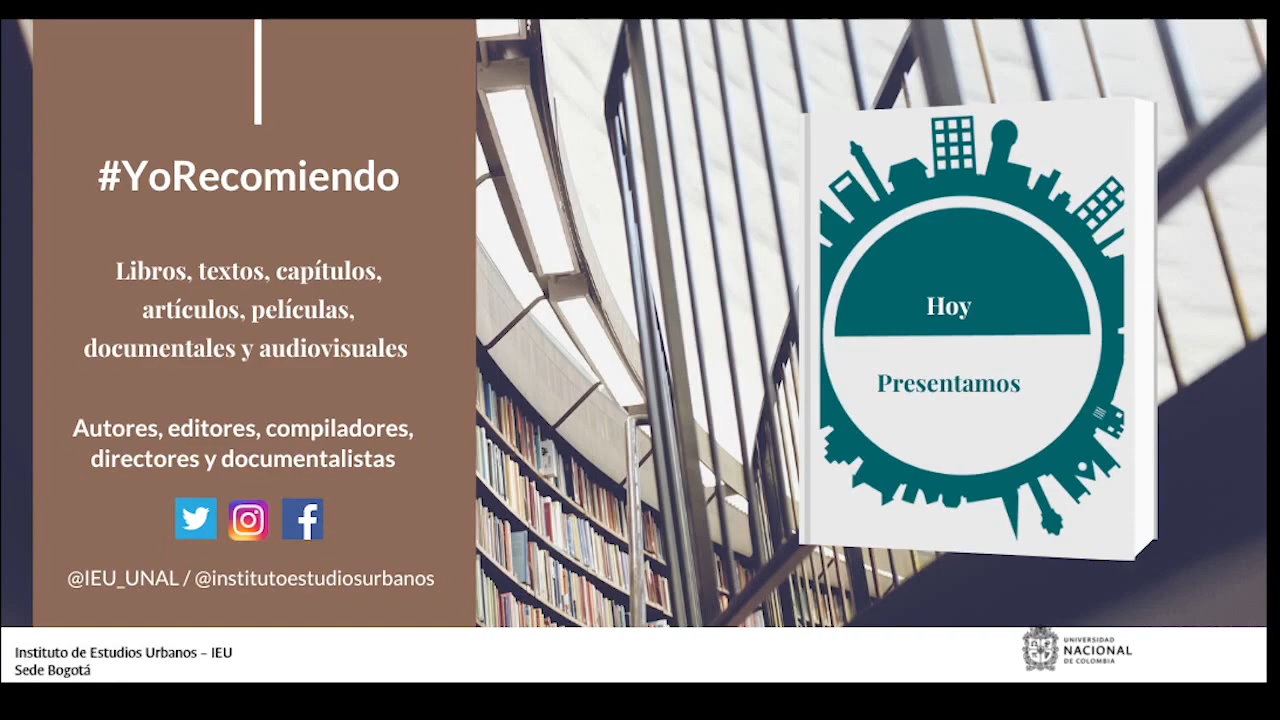 #YoRecomiendo
Libros, textos, capítulos,
artículos, películas,
documentales y audiovisuales
Autores, editores, compiladores,
directores y documentalistas
@IEU_UNAL / @institutoestudiosurbanos
Hoy
Presentamos
Instituto de Estudios Urbanos – IEU
Sede Bogotá
UNIVERSIDAD
NACIONAL
DE COLOMBIA